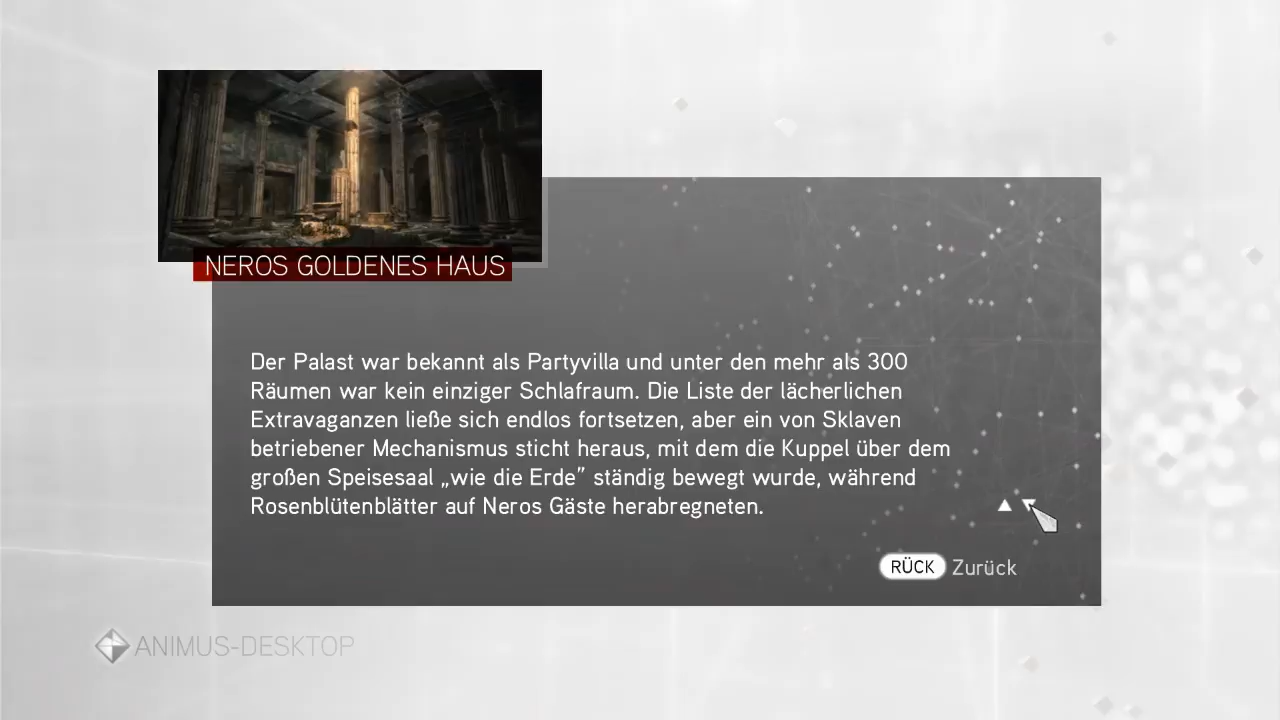 NEROS GOLDENES HAUS
Der Palast war bekannt als Partyvilla und unter den mehr als 300
Räumen war kein einziger Schlafraum. Die Liste der lächerlichen
Extravaganzen ließe sich endlos fortsetzen, aber ein von Sklaven
betriebener Mechanismus sticht heraus, mit dem die Kuppel über dem
großen Speisesaal „wie die Erde” ständig bewegt wurde, während
Rosenblütenblätter auf Neros Gäste herabregneten.
RÜCK Zurück
ANIMUS-DESKTOP